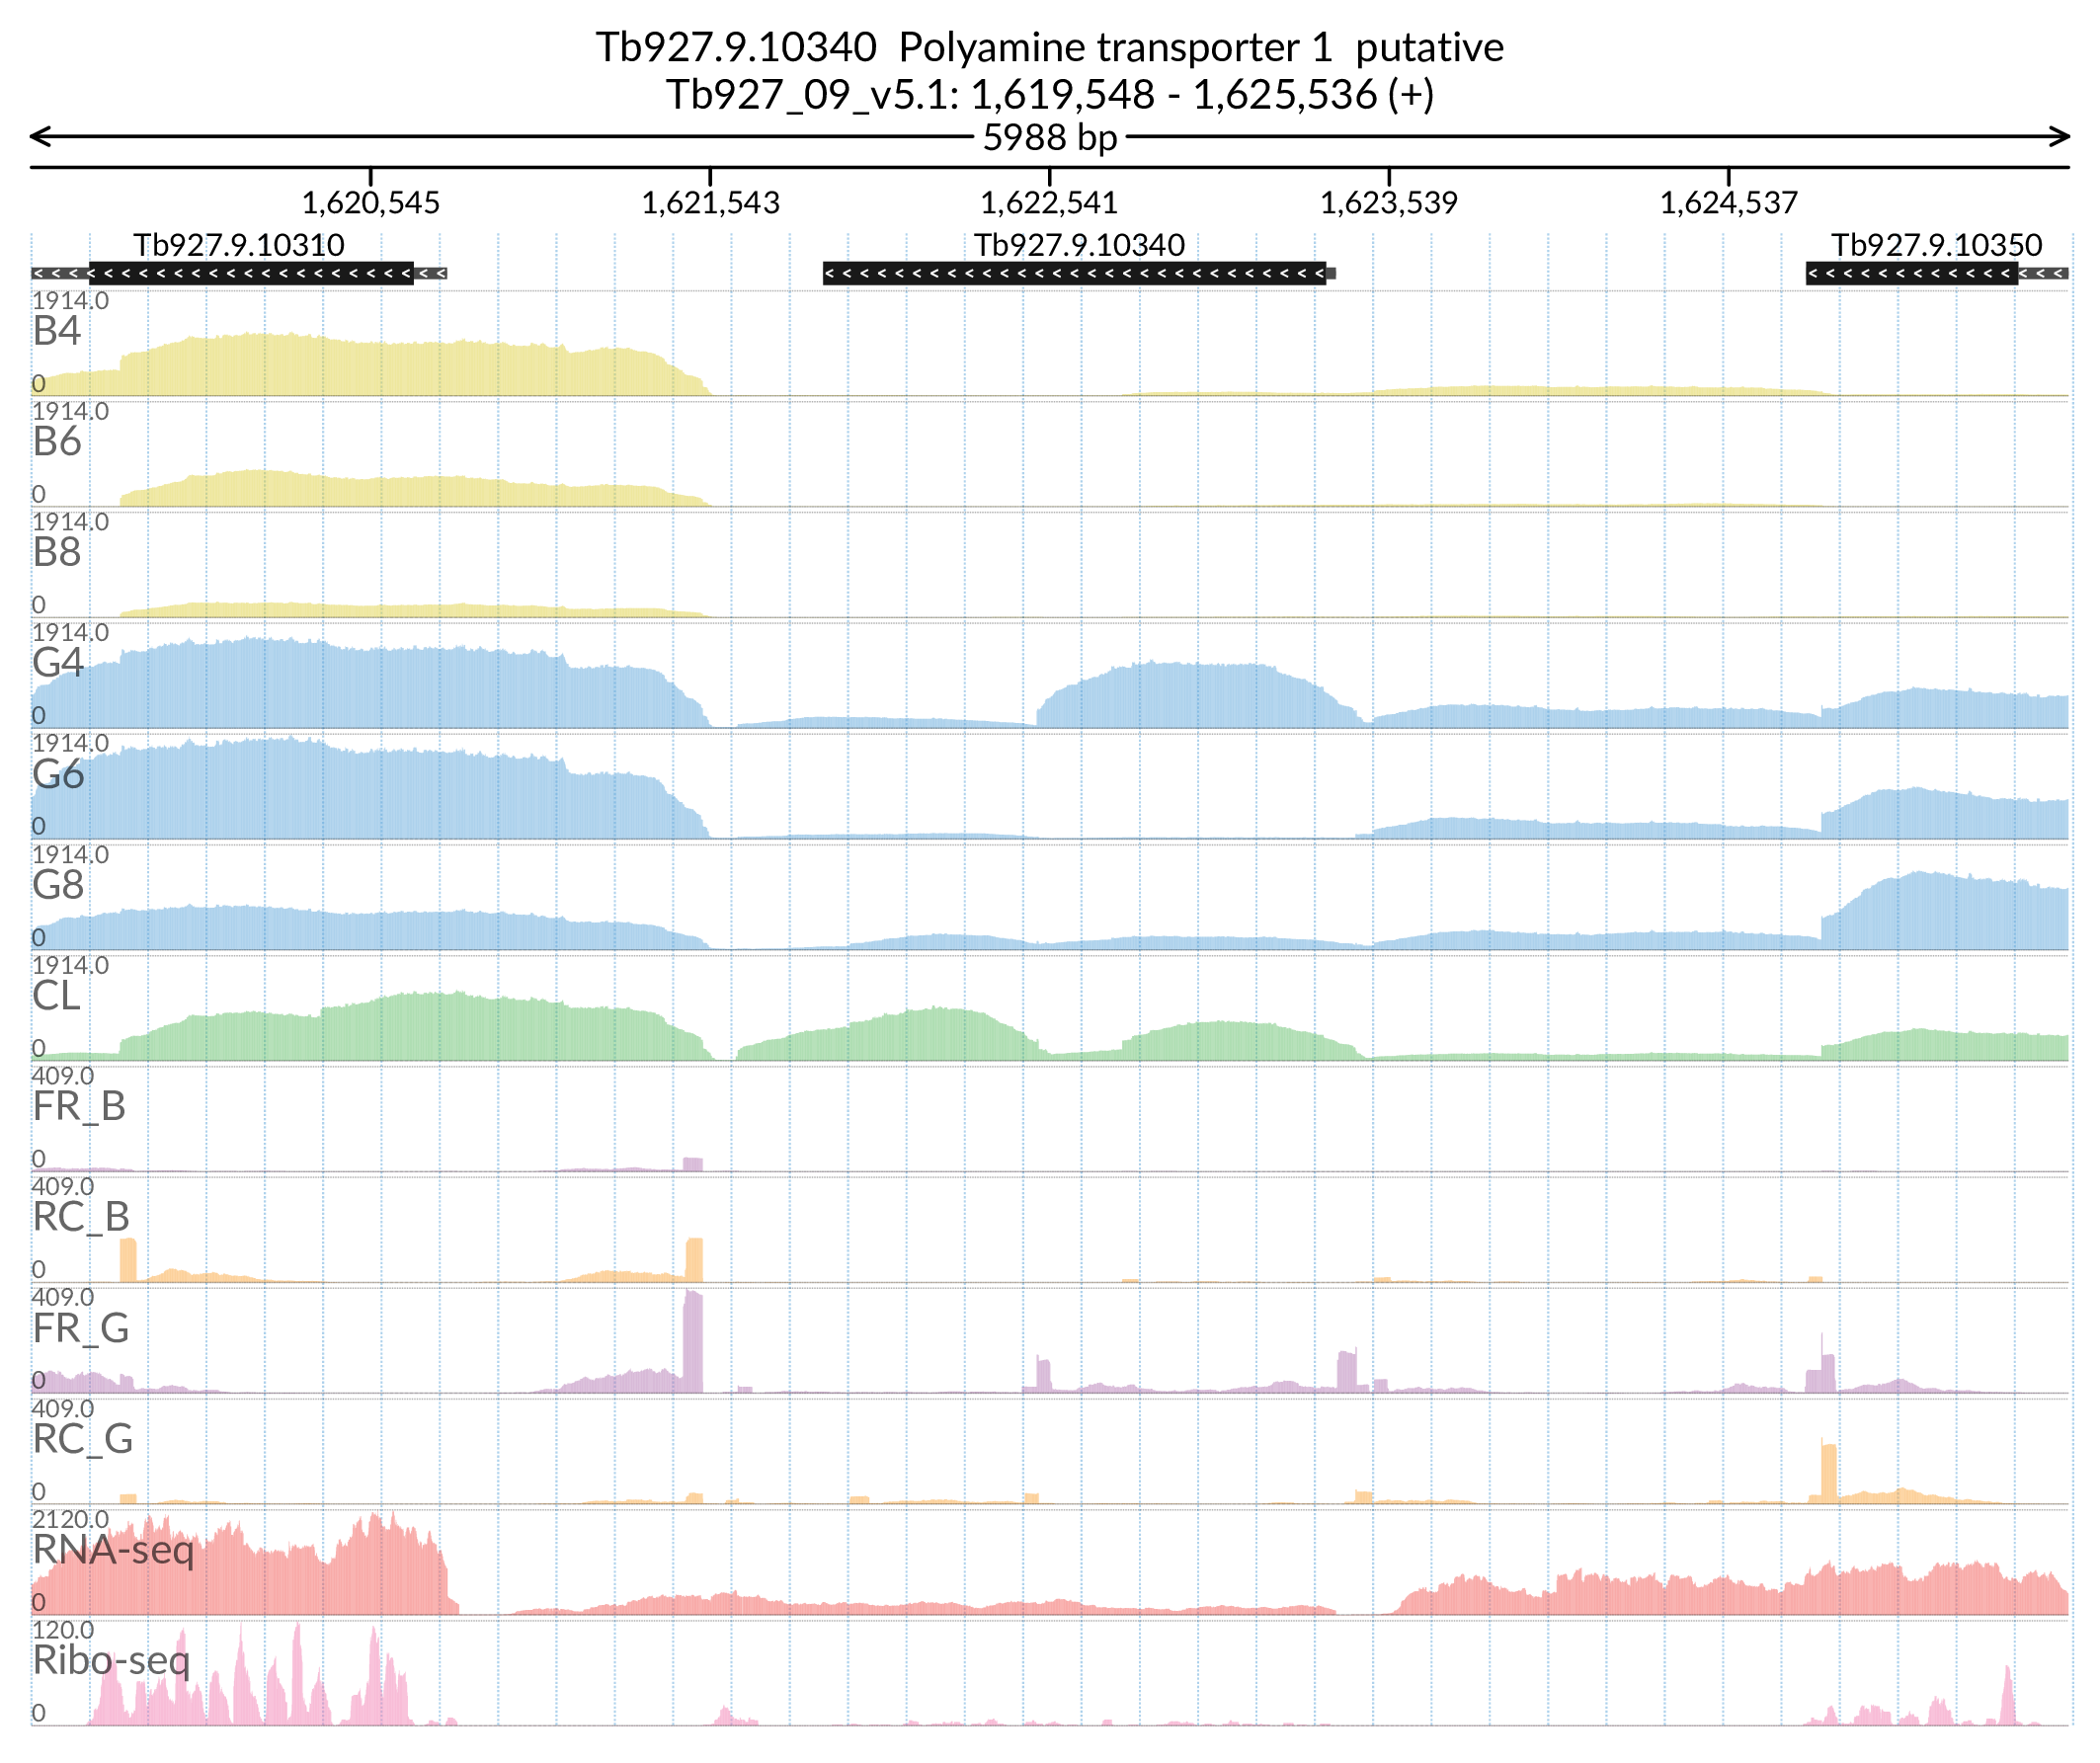 Tb927.9.10340 Polyamine transporter 1 putative
Tb927_09_v5.1: 1,619,548 - 1,625,536 (+)
5988 bp
1,620,545 1,621,543 1,622,541 1,623,539 1,624,537
Tb927.9.10310 Tb927.9.10340 Tb927.9.10350
1914.0
B4
0
1914.0
B6
0
1914.0
B8
0
1914.0
G4
0
1914.0
G6
0
1914.0
G8
0
1914.0
CL
0
409.0
FR_B
0
409.0
RC_B
0
409.0
FR_G
0
409.0
RC_G
0
2120.0
RNA-seq
0
120.0
Ribo-seq
0